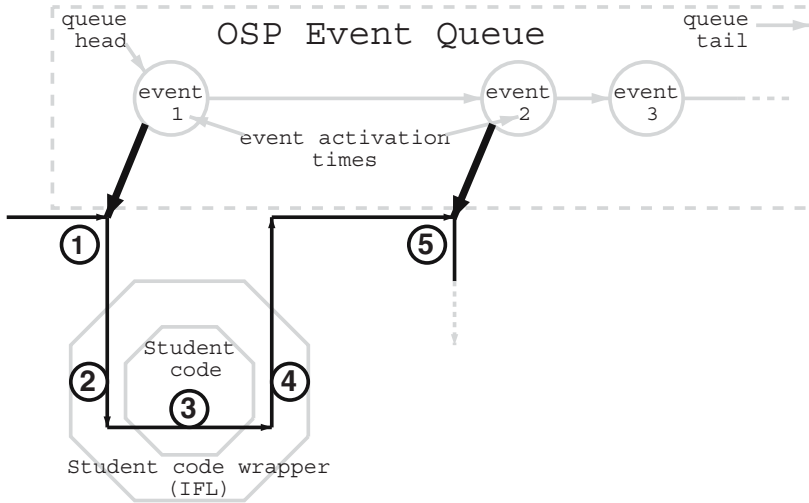 queue
head
OSP Event Queue
queue
tail
event
1
event
2
event
3
event activation
times
1
5
Student
code
2
4
3
Student code wrapper
(IFL)